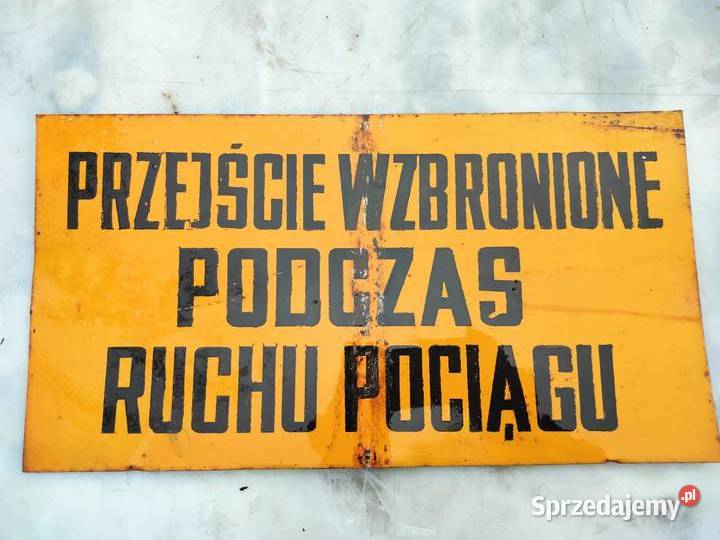 PRZEJŚCIE WZBRONIONE
PODCZAS
RUCHU POCIĄGU
Sprzedajemy.pl